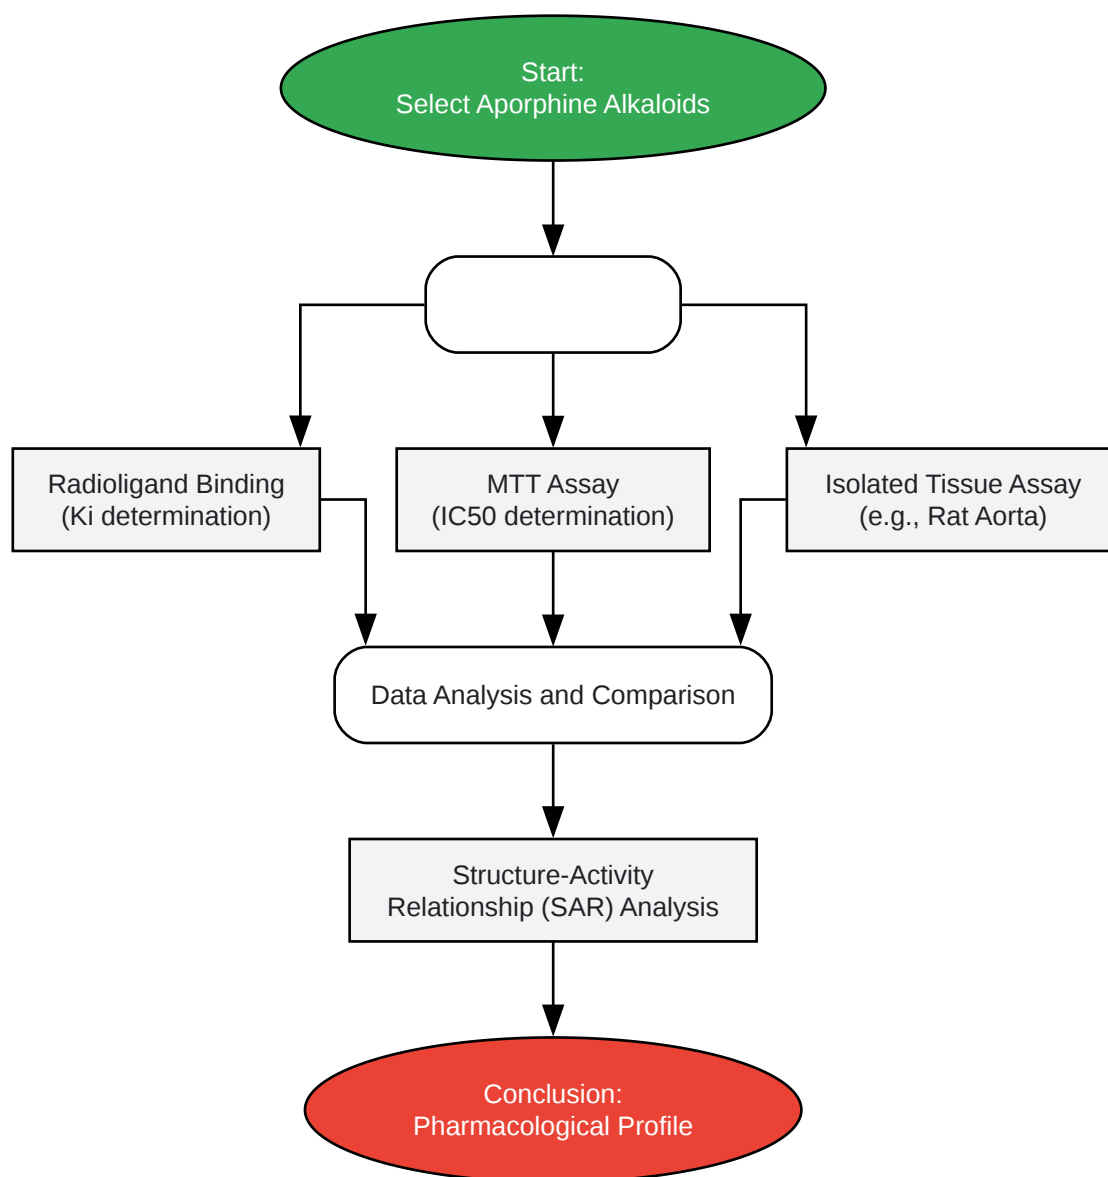 Start:
Select Aporphine Alkaloids
Radioligand Binding
(Ki determination)
MTT Assay
(IC50 determination)
Isolated Tissue Assay
(e.g., Rat Aorta)
Data Analysis and Comparison
Structure-Activity
Relationship (SAR) Analysis
Conclusion:
Pharmacological Profile